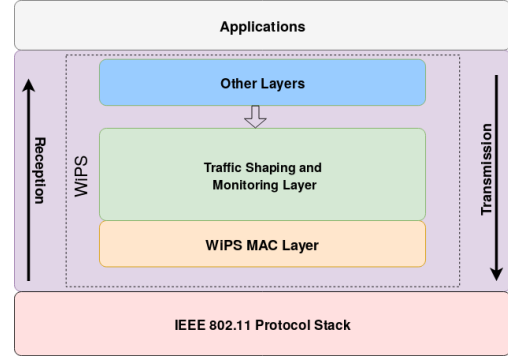 Applications
Other Layers
Reception
WiPS
Traffic Shaping and
Monitoring Layer
Transmission
WiPS MAC Layer
IEEE 802.11 Protocol Stack